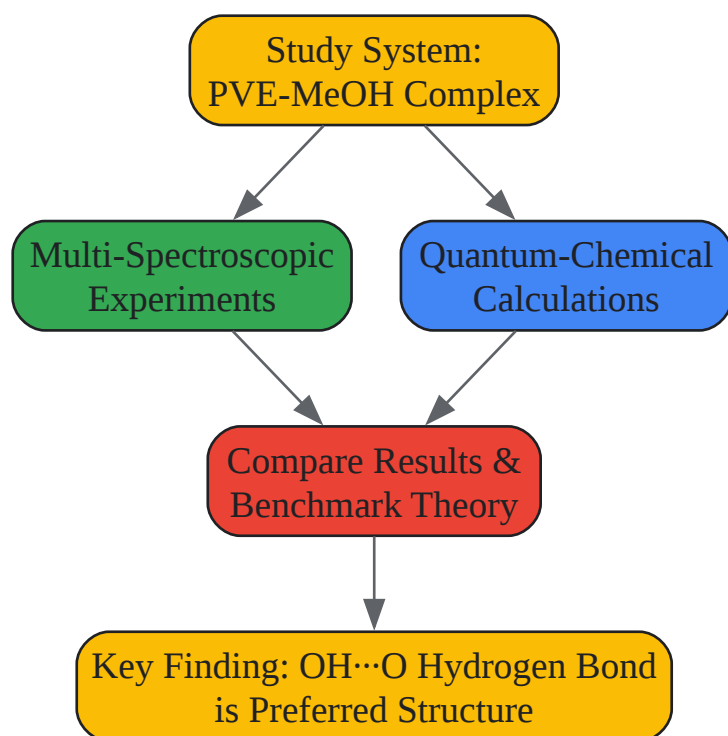 Study System:
PVE-MeOH Complex
Multi-Spectroscopic
Experiments
Quantum-Chemical
Calculations
Compare Results &
Benchmark Theory
Key Finding: OH···O Hydrogen Bond
is Preferred Structure